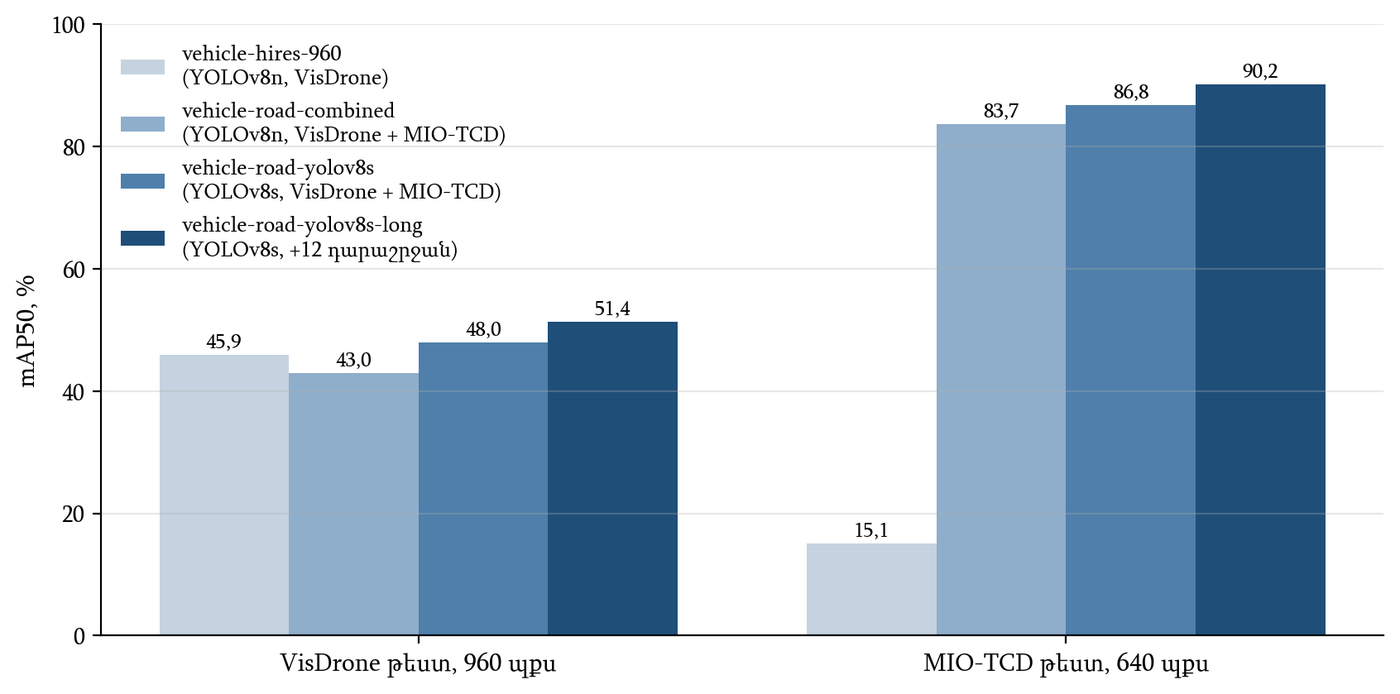 100
80
60
40
20
0
mAP50, %
vehicle-hires-960
(YOLOv8n, VisDrone)
vehicle-road-combined
(YOLOv8n, VisDrone + MIO-TCD)
vehicle-road-yolov8s
(YOLOv8s, VisDrone + MIO-TCD)
vehicle-road-yolov8s-long
(YOLOv8s, +12 դարաշրջան)
45,9
43,0
48,0
51,4
15,1
83,7
86,8
90,2
VisDrone թեստ, 960 պքս
MIO-TCD թեստ, 640 պքս